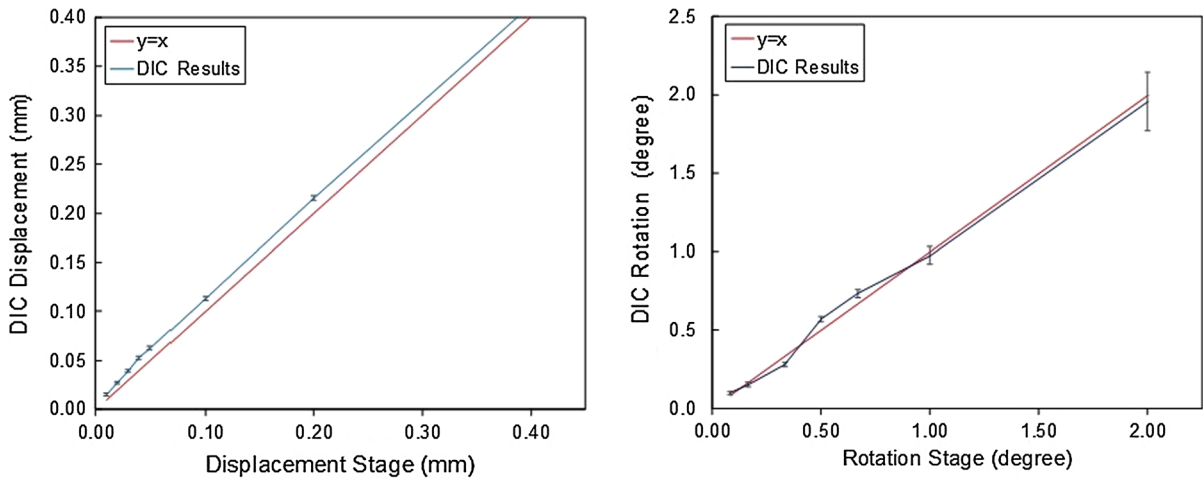 0.40
0.35
0.30
0.25
0.20
0.15
0.10
0.05
0.00
DIC Displacement (mm)
y=x
DIC Results
0.00 0.10 0.20 0.30 0.40
Displacement Stage (mm)
2.5
2.0
1.5
1.0
0.5
0.0
DIC Rotation (degree)
y=x
DIC Results
0.00 0.50 1.00 1.50 2.00
Rotation Stage (degree)